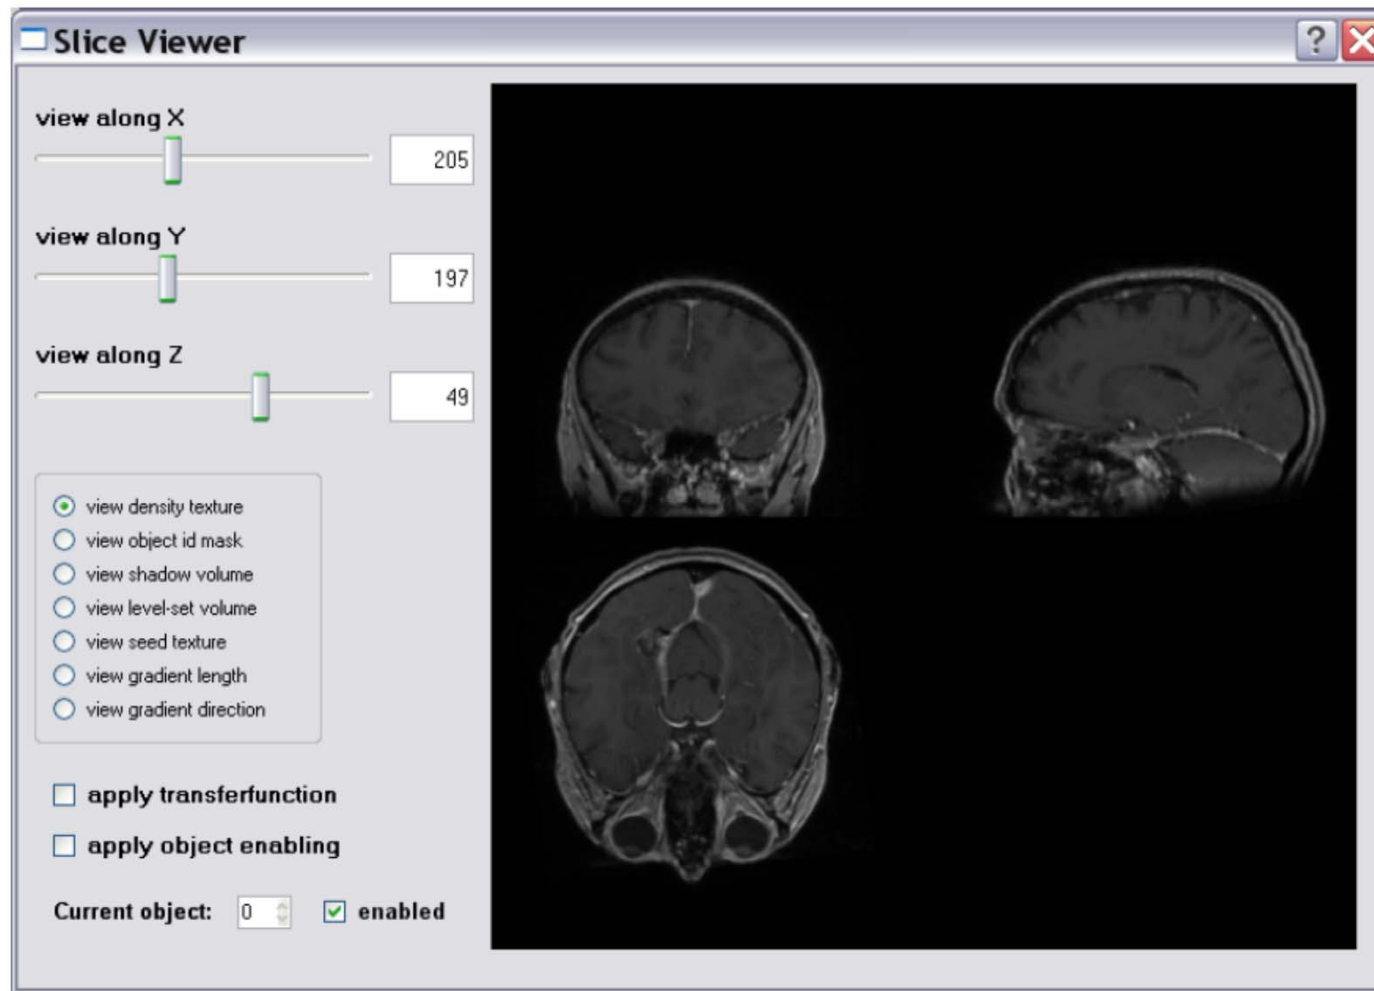 Slice Viewer
view along X
205
view along Y
197
view along Z
49
view density texture
view object id mask
view shadow volume
view level-set volume
view seed texture
view gradient length
view gradient direction
apply transferfunction
apply object enabling
Current object: 0 enabled